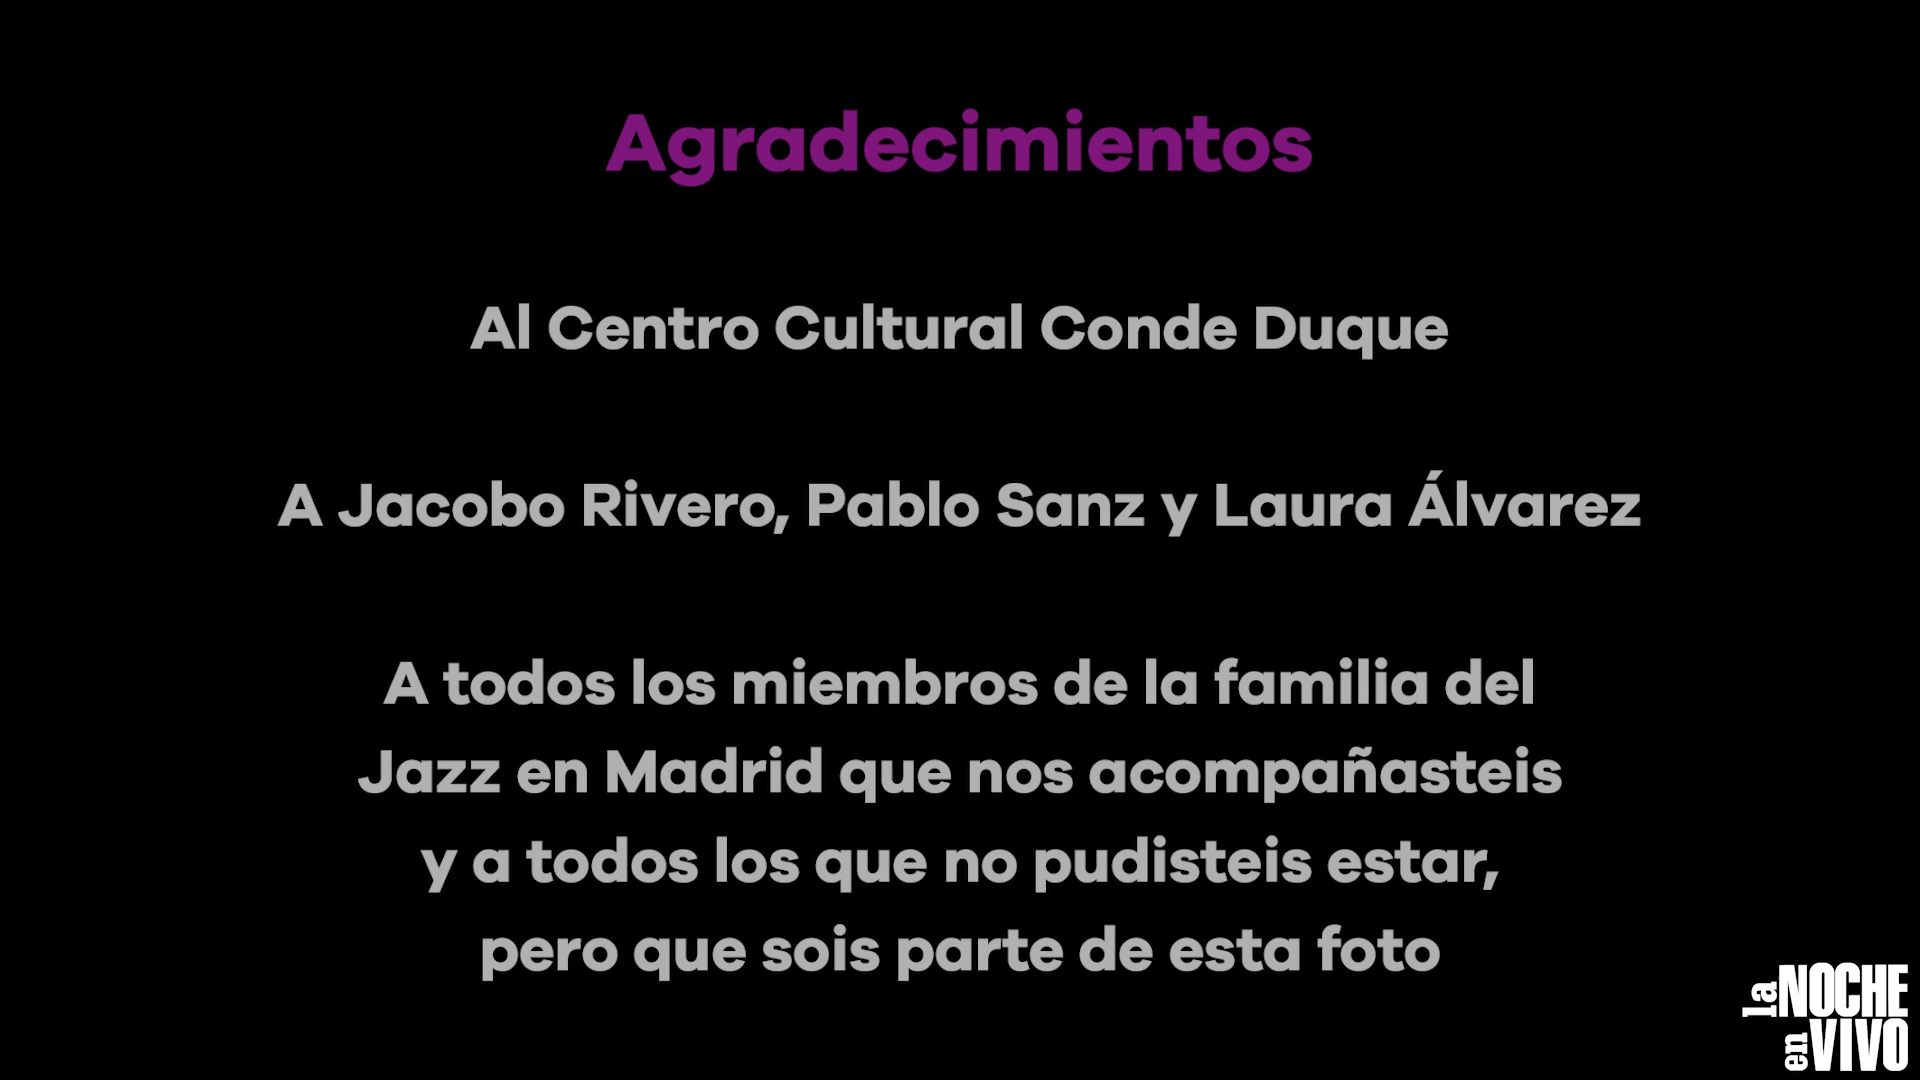 Agradecimientos
Al Centro Cultural Conde Duque
A Jacobo Rivero, Pablo Sanz y Laura Álvarez
A todos los miembros de la familia del
Jazz en Madrid que nos acompañasteis
y a todos los que no pudisteis estar,
pero que sois parte de esta foto
la NOCHE
en VIVO